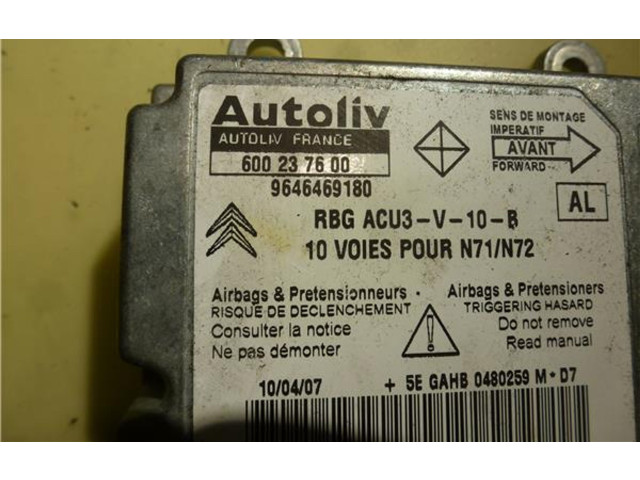 Autoliv
AUTOLIV FRANCE
600 23 76 00
9646469180
SENS DE MONTAGE
IMPERATIF
AVANT
FORWARD
AL
RBG ACU3-V-10-B
10 VOIES POUR N71/N72
Airbags & Pretensionneurs
RISQUE DE DECLENCHEMENT
Consulter la notice
Ne pas démonter
Airbags & Pretensioners
TRIGGERING HASARD
Do not remove
Read manual
10/04/07 + 5E GAHB 0480259 M*D7